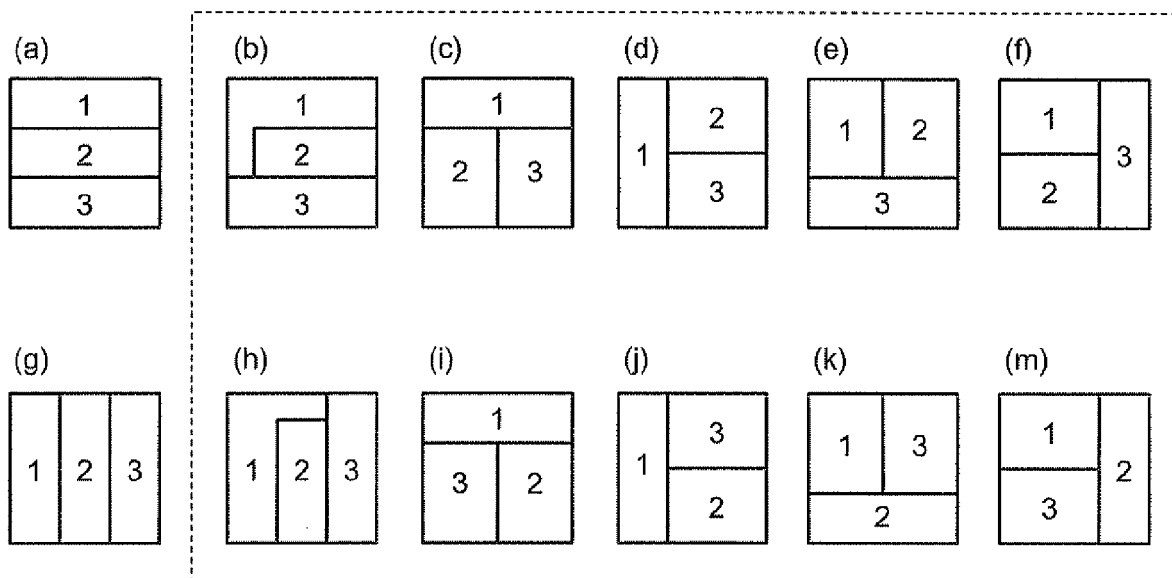 (a) (b) (c) (d) (e) (f)
1 1 1 1 2 3 1 2 3 1 2 3
2 2 2 3
3 3
(g) (h) (i) (j) (k) (m)
1 2 3 1 2 3 1 3 2 1 3 2 1 3 2 1 3 2